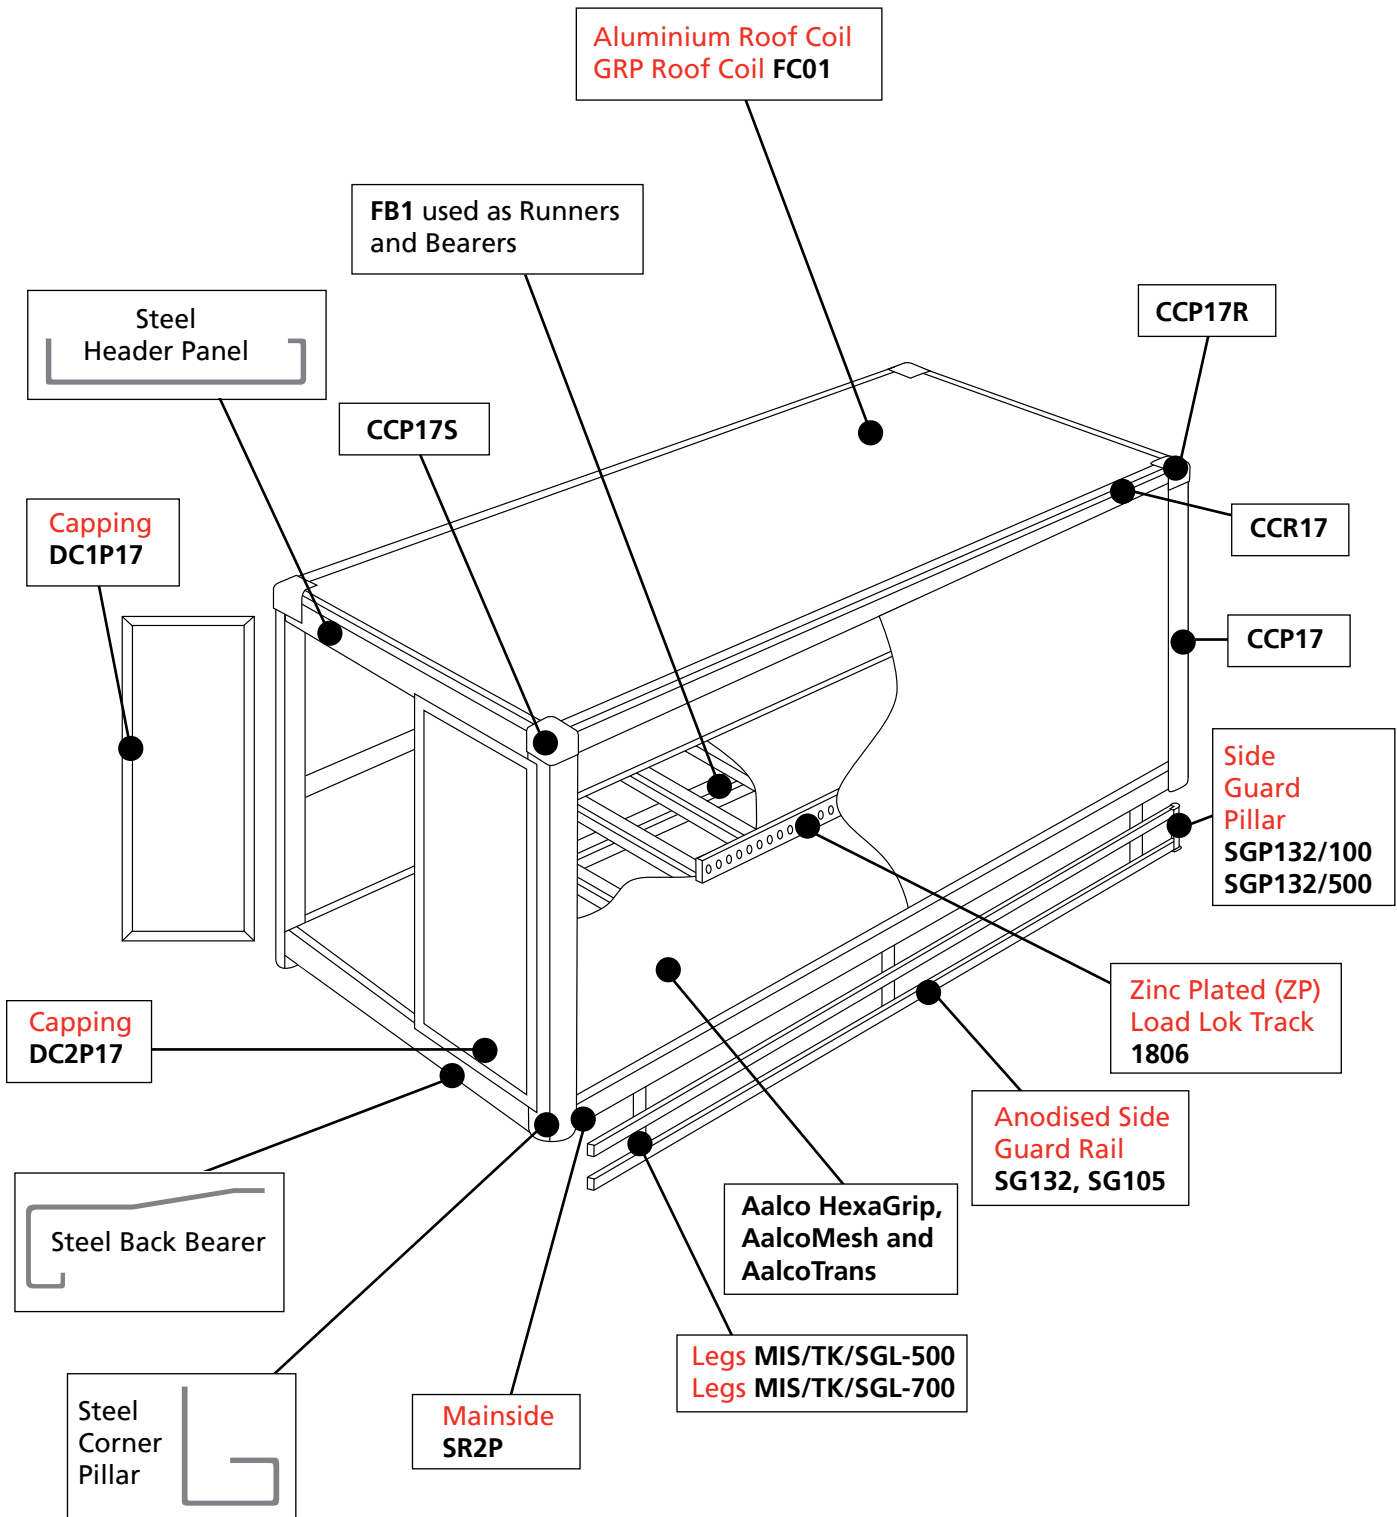 Aluminium Roof Coil
GRP Roof Coil FC01
FB1 used as Runners
and Bearers
Steel
Header Panel
CCP17R
CCP17S
Capping
DC1P17
CCR17
CCP17
Side
Guard
Pillar
SGP132/100
SGP132/500
Zinc Plated (ZP)
Load Lok Track
1806
Capping
DC2P17
Anodised Side
Guard Rail
SG132, SG105
Steel Back Bearer
Aalco HexaGrip,
AalcoMesh and
AalcoTrans
Legs MIS/TK/SGL-500
Legs MIS/TK/SGL-700
Steel
Corner
Pillar
Mainside
SR2P